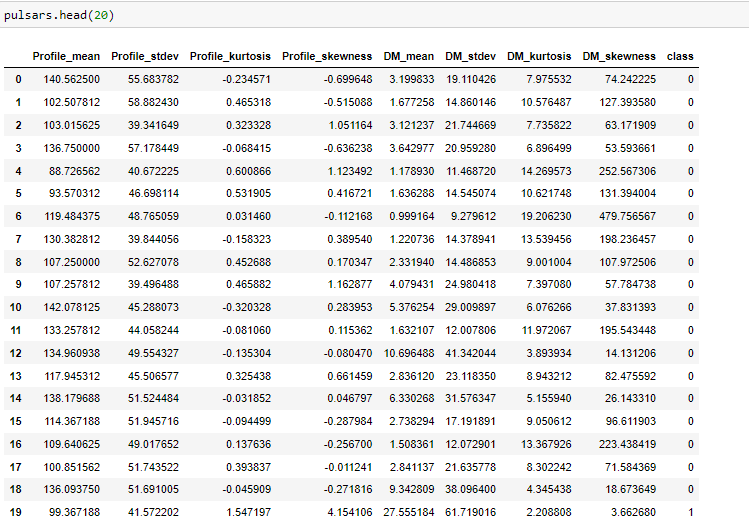 pulsars.head(20)
Profile_mean Profile_stdev Profile_kurtosis Profile_skewness DM_mean DM_stdev DM_kurtosis DM_skewness class
0 140.562500 55.683782 -0.234571 -0.699648 3.199833 19.110426 7.975532 74.242225 0
1 102.507812 58.882430 0.465318 -0.515088 1.677258 14.860146 10.576487 127.393580 0
2 103.015625 39.341649 0.323328 1.051164 3.121237 21.744669 7.735822 63.171909 0
3 136.750000 57.178449 -0.068415 -0.636238 3.642977 20.959280 6.896499 53.593661 0
4 88.726562 40.672225 0.600866 1.123492 1.178930 11.468720 14.269573 252.567306 0
5 93.570312 46.698114 0.531905 0.416721 1.636288 14.545074 10.621748 131.394004 0
6 119.484375 48.765059 0.031460 -0.112168 0.999164 9.279612 19.206230 479.756567 0
7 130.382812 39.844056 -0.158323 0.389540 1.220736 14.378941 13.539456 198.236457 0
8 107.250000 52.627078 0.452688 0.170347 2.331940 14.486853 9.001004 107.972506 0
9 107.257812 39.496488 0.465882 1.162877 4.079431 24.980418 7.397080 57.784738 0
10 142.078125 45.288073 -0.320328 0.283953 5.376254 29.009897 6.076266 37.831393 0
11 133.257812 44.058244 -0.081060 0.115362 1.632107 12.007806 11.972067 195.543448 0
12 134.960938 49.554327 -0.135304 -0.080470 10.696488 41.342044 3.893934 14.131206 0
13 117.945312 45.506577 0.325438 0.661459 2.836120 23.118350 8.943212 82.475592 0
14 138.179688 51.524484 -0.031852 0.046797 6.330268 31.576347 5.155940 26.143310 0
15 114.367188 51.945716 -0.094499 -0.287984 2.738294 17.191891 9.050612 96.611903 0
16 109.640625 49.017652 0.137636 -0.256700 1.508361 12.072901 13.367926 223.438419 0
17 100.851562 51.743522 0.393837 -0.011241 2.841137 21.635778 8.302242 71.584369 0
18 136.093750 51.691005 -0.045909 -0.271816 9.342809 38.096400 4.345438 18.673649 0
19 99.367188 41.572202 1.547197 4.154106 27.555184 61.719016 2.208808 3.662680 1